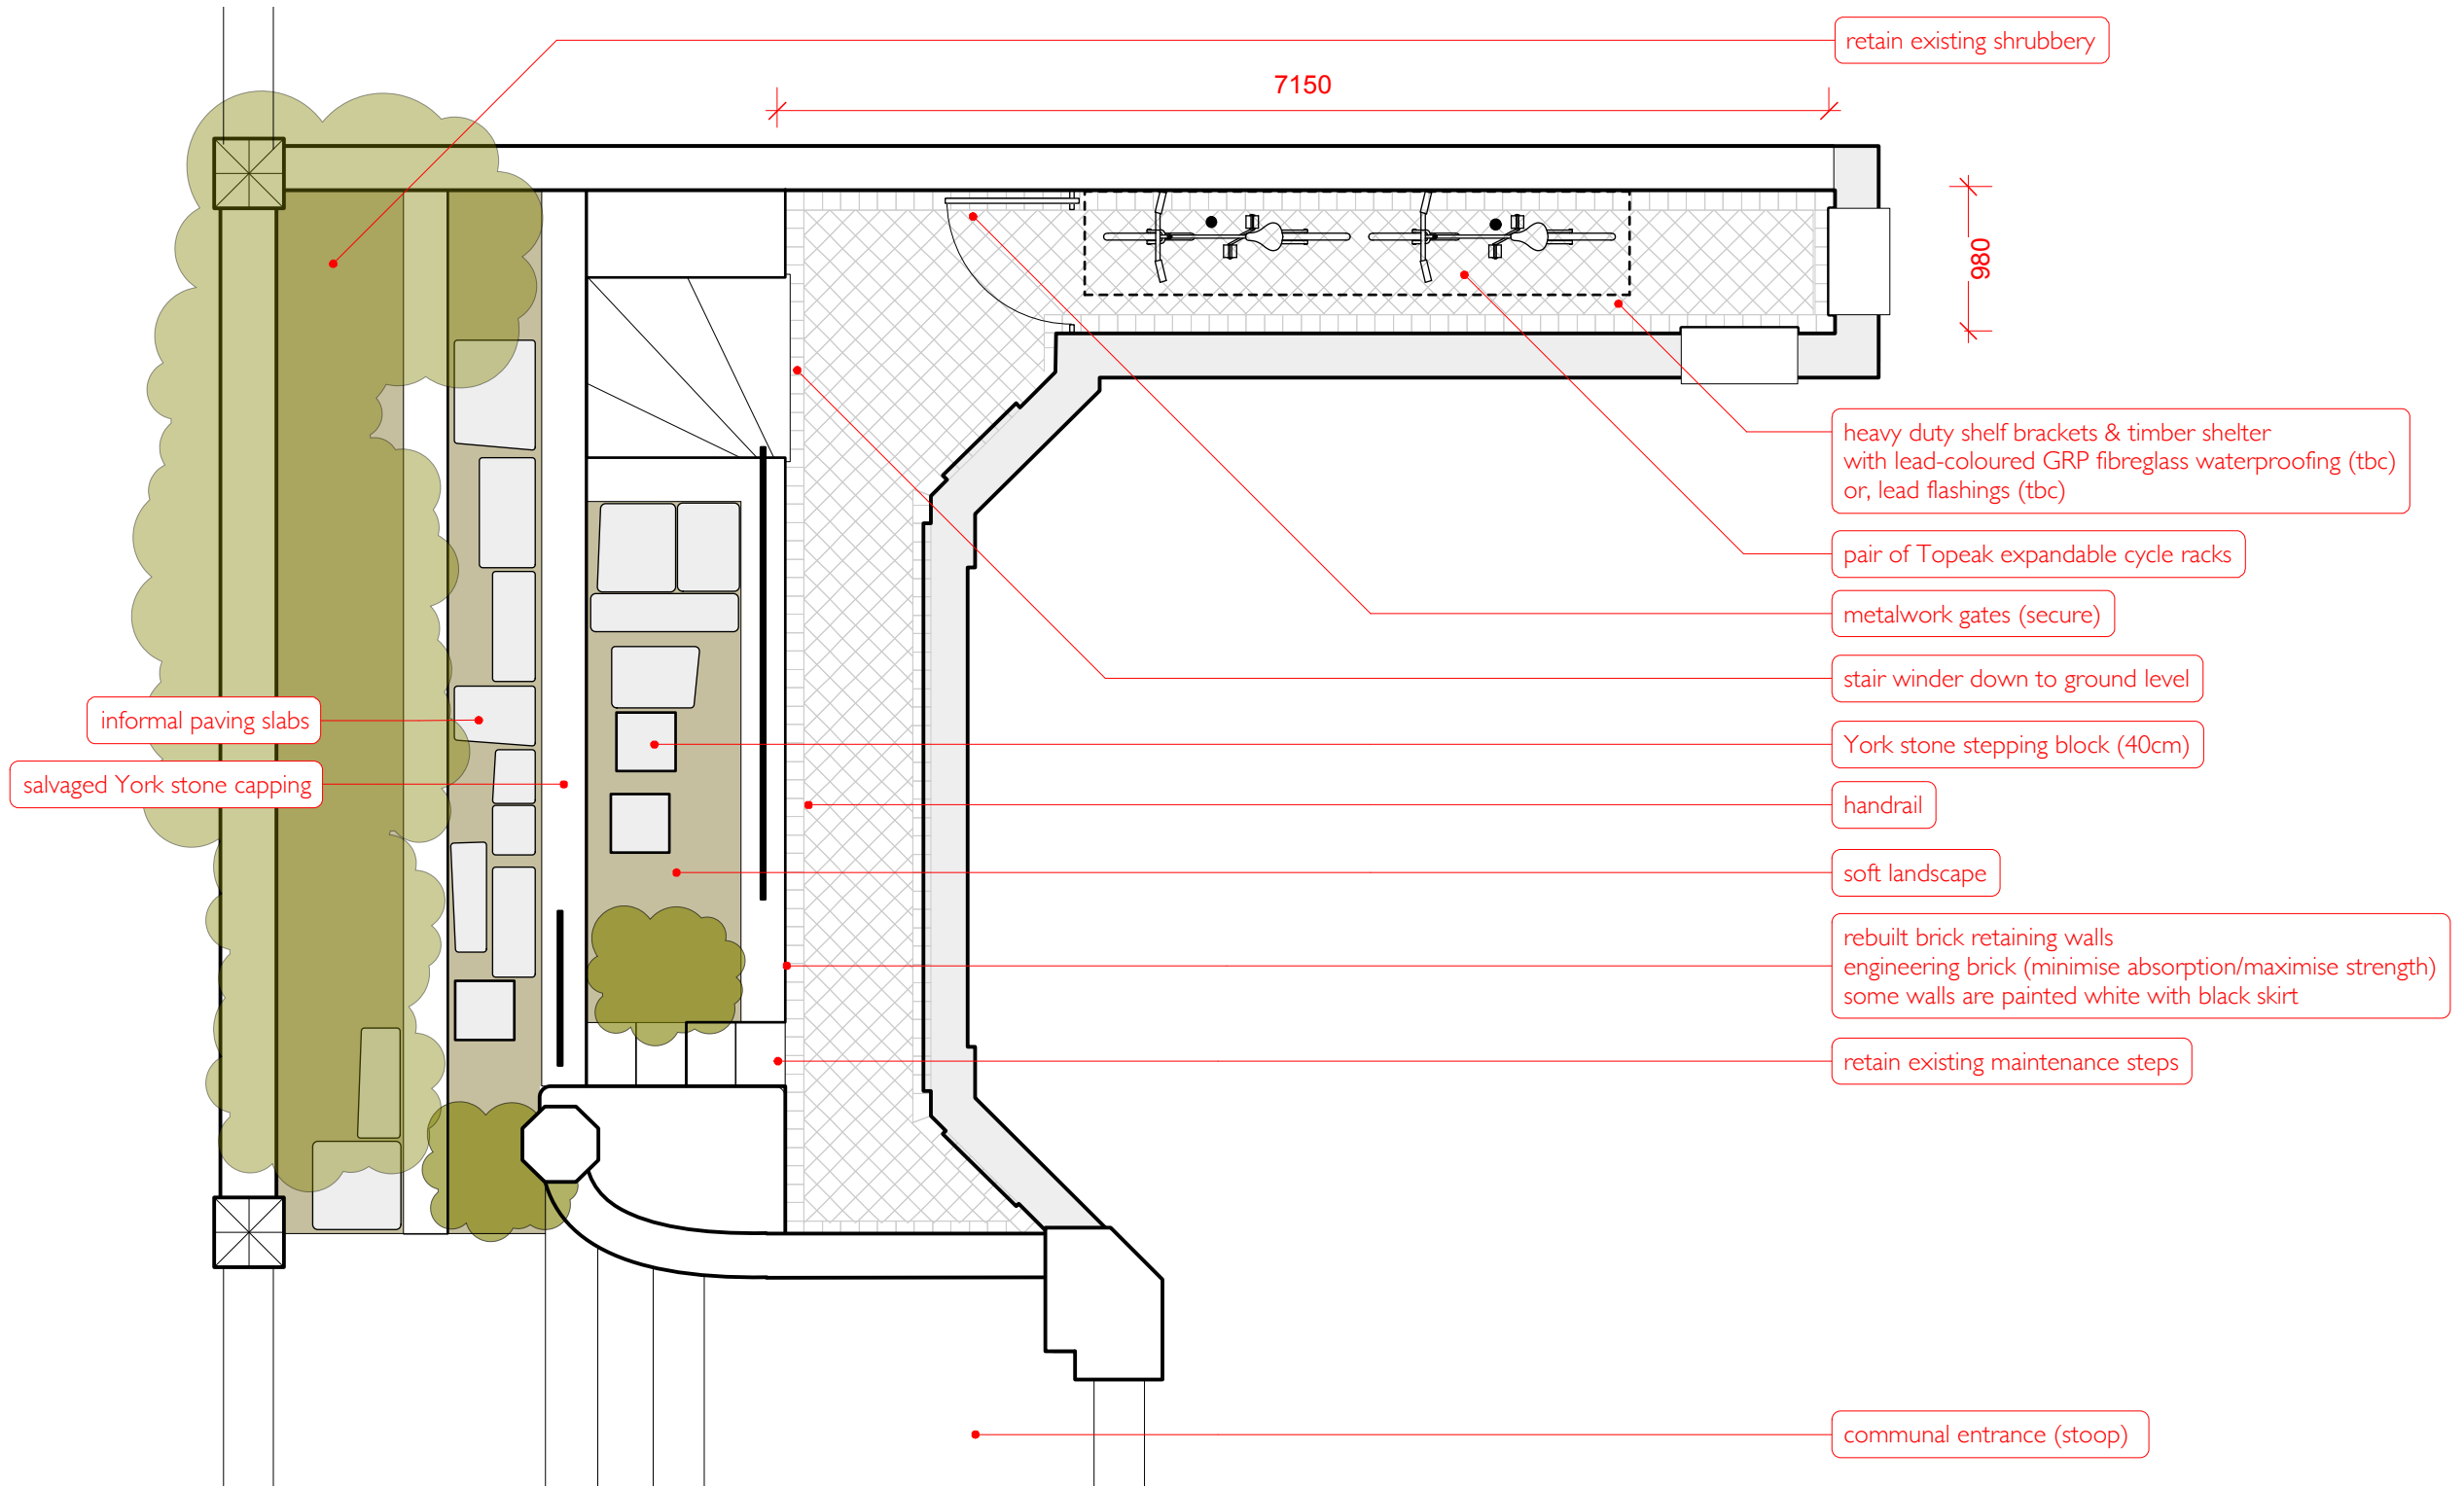 retain existing shrubbery
7150
980
heavy duty shelf brackets & timber shelter
with lead-coloured GRP fibreglass waterproofing (tbc)
or, lead flashings (tbc)
pair of Topeak expandable cycle racks
metalwork gates (secure)
stair winder down to ground level
informal paving slabs
York stone stepping block (40cm)
salvaged York stone capping
handrail
soft landscape
rebuilt brick retaining walls
engineering brick (minimise absorption/maximise strength)
some walls are painted white with black skirt
retain existing maintenance steps
communal entrance (stoop)